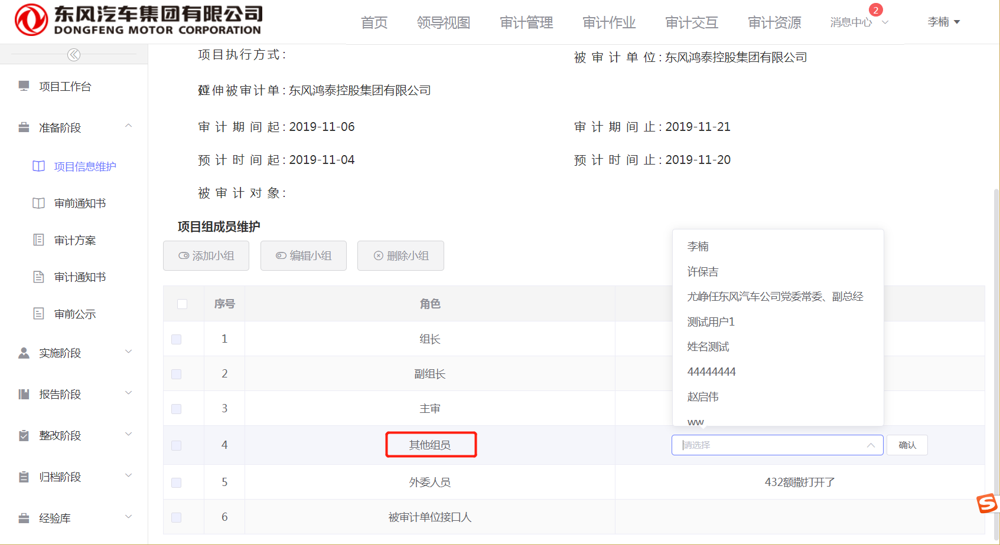 东风汽车集团有限公司
DONGFENG MOTOR CORPORATION
首页
领导视图
审计管理
审计作业
审计交互
审计资源
消息中心
2
李楠
项目工作台
准备阶段
项目信息维护
审前通知书
审计方案
审计通知书
审前公示
实施阶段
报告阶段
整改阶段
归档阶段
经验库
项目执行方式:
被审计单位:东风鸿泰控股集团有限公司
延伸被审计单位:东风鸿泰控股集团有限公司
审计期间起:2019-11-06
审计期间止:2019-11-21
预计时间起:2019-11-04
预计时间止:2019-11-20
被审计对象:
项目组成员维护
添加小组
编辑小组
删除小组
序号
角色
1
组长
2
副组长
3
主审
4
其他组员
请选择
确认
5
外委人员
432额撒打开了
6
被审计单位接口人
李楠
许保吉
尤峥任东风汽车公司党委常委、副总经
测试用户1
姓名测试
44444444
赵启伟
ww
S